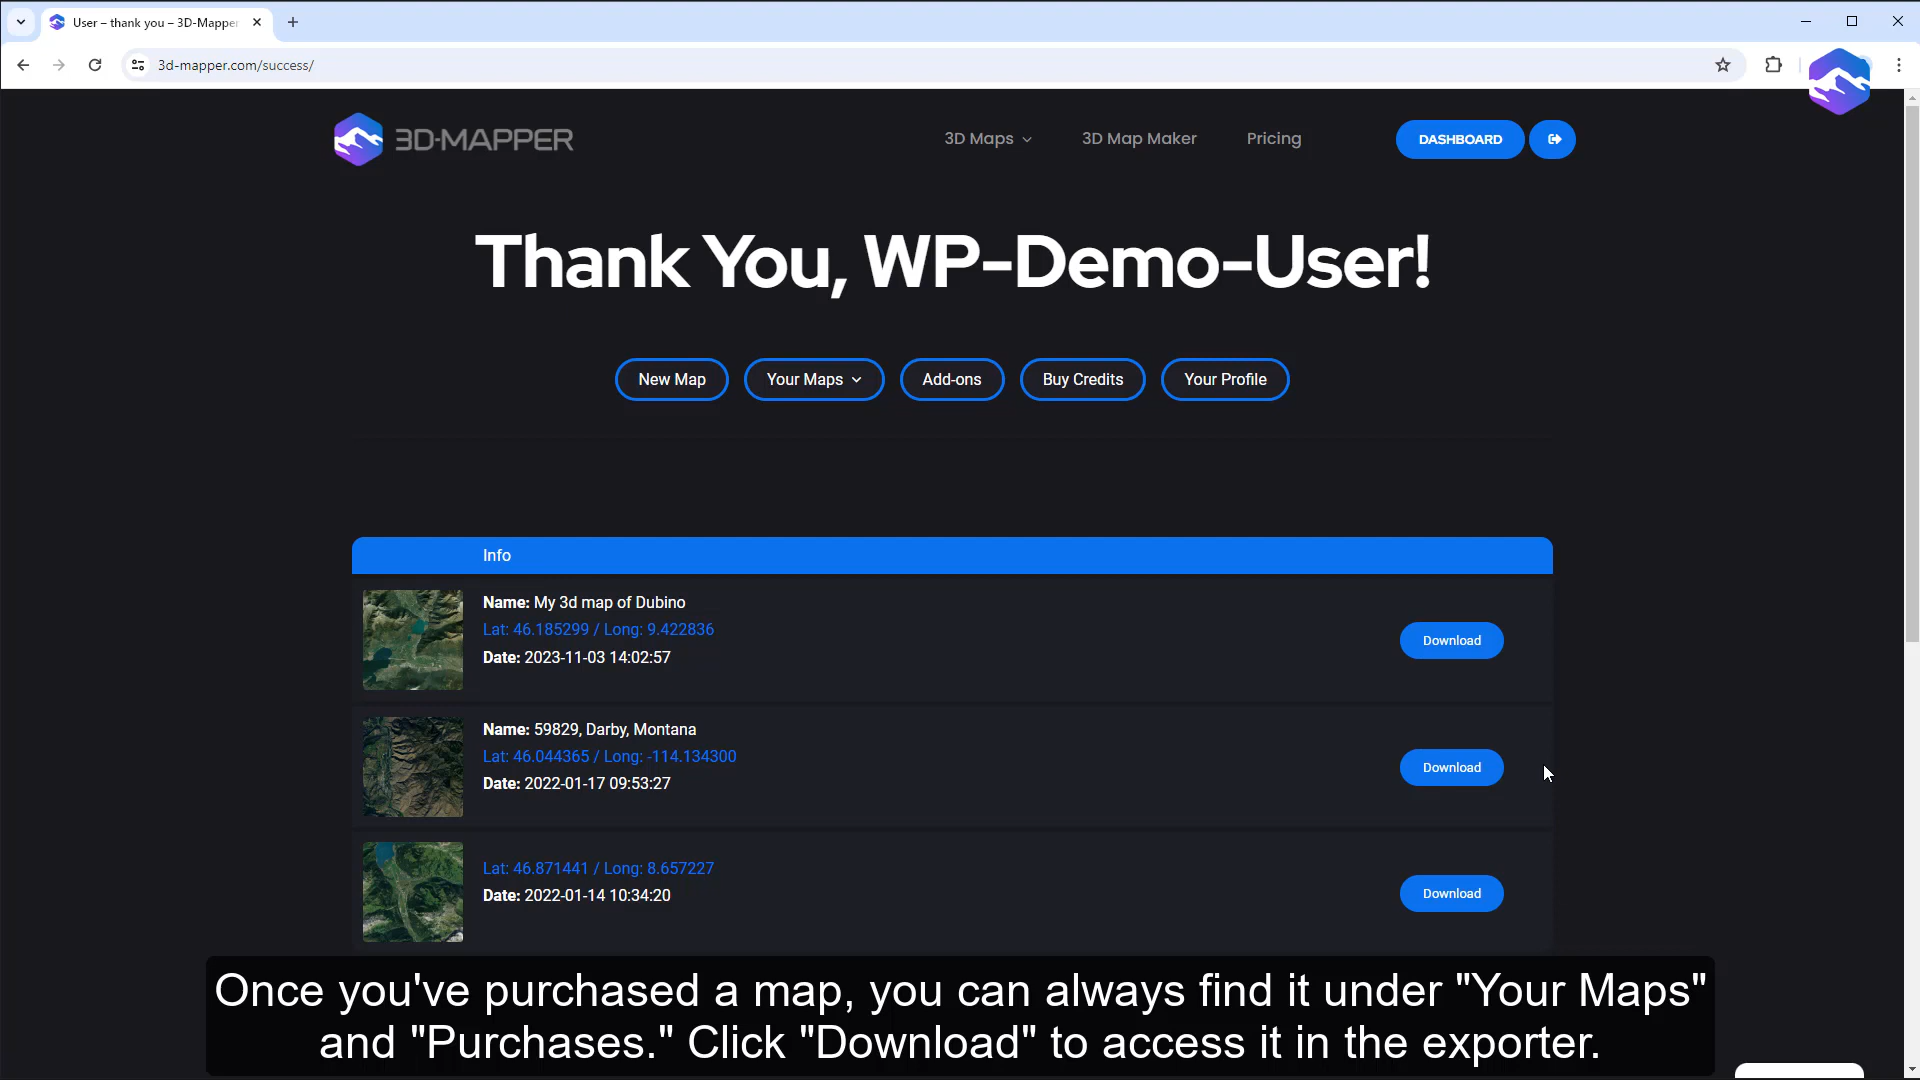 User – thank you – 3D-Mapper
3d-mapper.com/success/
3D-MAPPER
3D Maps
3D Map Maker
Pricing
DASHBOARD
Thank You, WP-Demo-User!
New Map
Your Maps
Add-ons
Buy Credits
Your Profile
Info
Name: My 3d map of Dubino
Lat: 46.185299 / Long: 9.422836
Date: 2023-11-03 14:02:57
Download
Name: 59829, Darby, Montana
Lat: 46.044365 / Long: -114.134300
Date: 2022-01-17 09:53:27
Download
Lat: 46.871441 / Long: 8.657227
Date: 2022-01-14 10:34:20
Download
Once you've purchased a map, you can always find it under "Your Maps"
and "Purchases." Click "Download" to access it in the exporter.